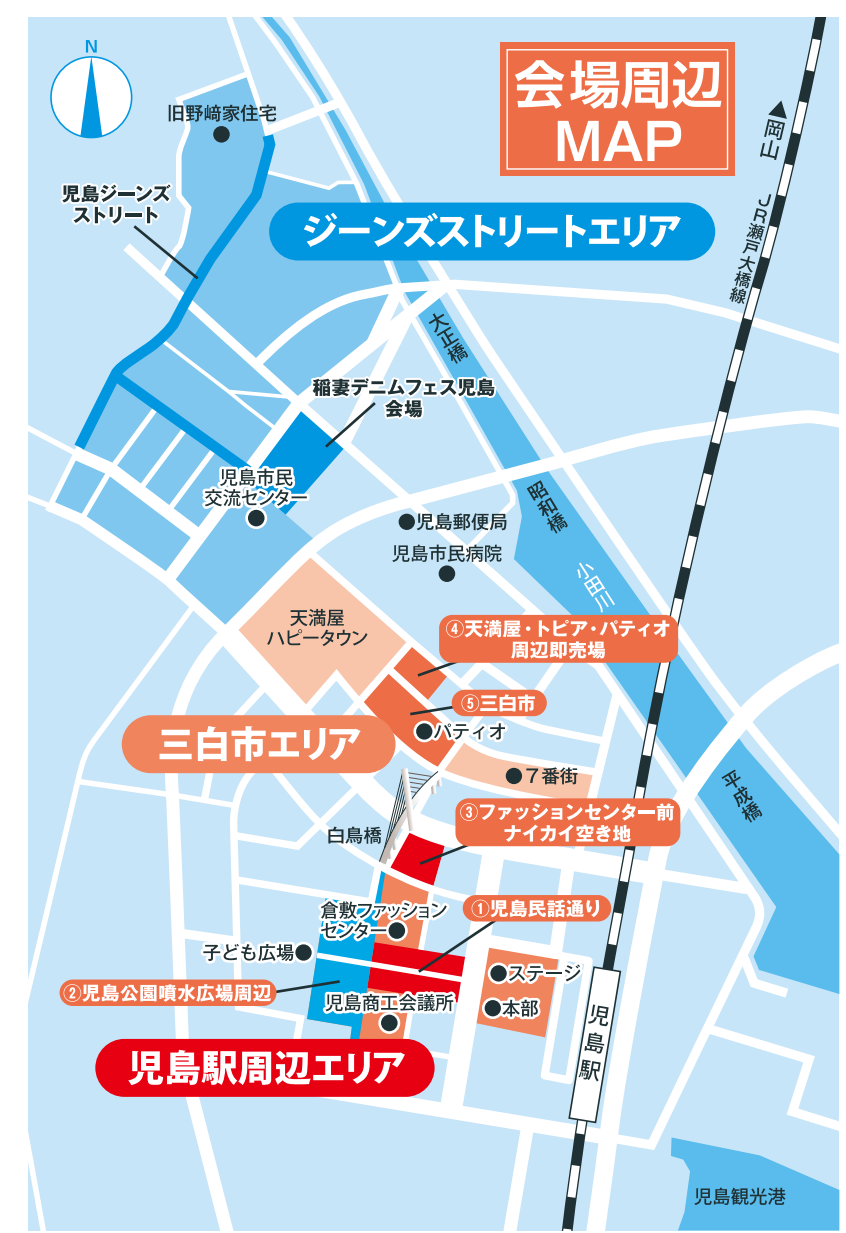 N
会場周辺
MAP
旧野﨑家住宅
岡山
児島ジーンズ
ストリート
JR瀬戸大橋線
ジーンズストリートエリア
大正橋
稲妻デニムフェス児島
会場
児島市民
交流センター
昭和橋
児島郵便局
児島市民病院
小田川
天満屋
ハピータウン
④天満屋・トピア・パティオ
周辺即売場
⑤三白市
パティオ
三白市エリア
7番街
平成橋
③ファッションセンター前
ナイカイ空き地
白鳥橋
倉敷ファッション
センター
①児島民話通り
子ども広場
ステージ
②児島公園噴水広場周辺
児島商工会議所
本部
児島駅
児島駅周辺エリア
児島観光港